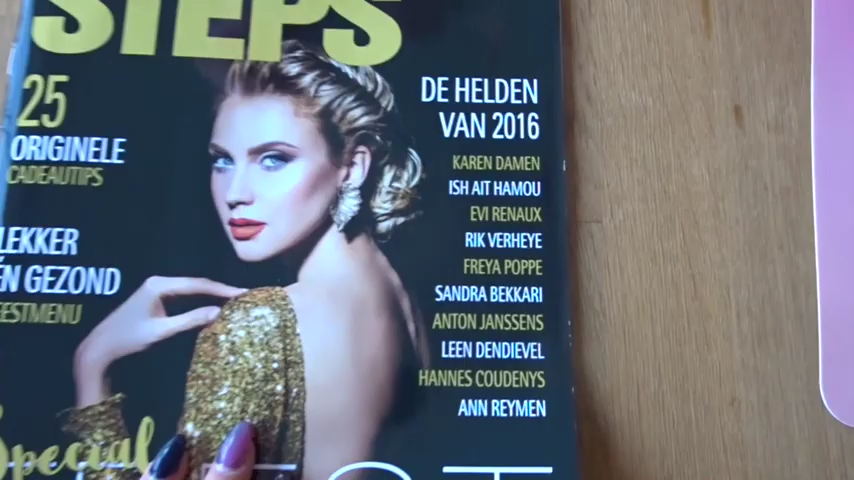 STEPS
25
ORIGINELE
CADEAUTIPS
LEKKER
ÉN GEZOND
FEESTMENU
DE HELDEN
VAN 2016
KAREN DAMEN
ISH AIT HAMOU
EVI RENAUX
RIK VERHEYE
FREYA POPPE
SANDRA BEKKARI
ANTON JANSSENS
LEEN DENDIEVEL
HANNES COUDENYS
ANN REYMEN
Special